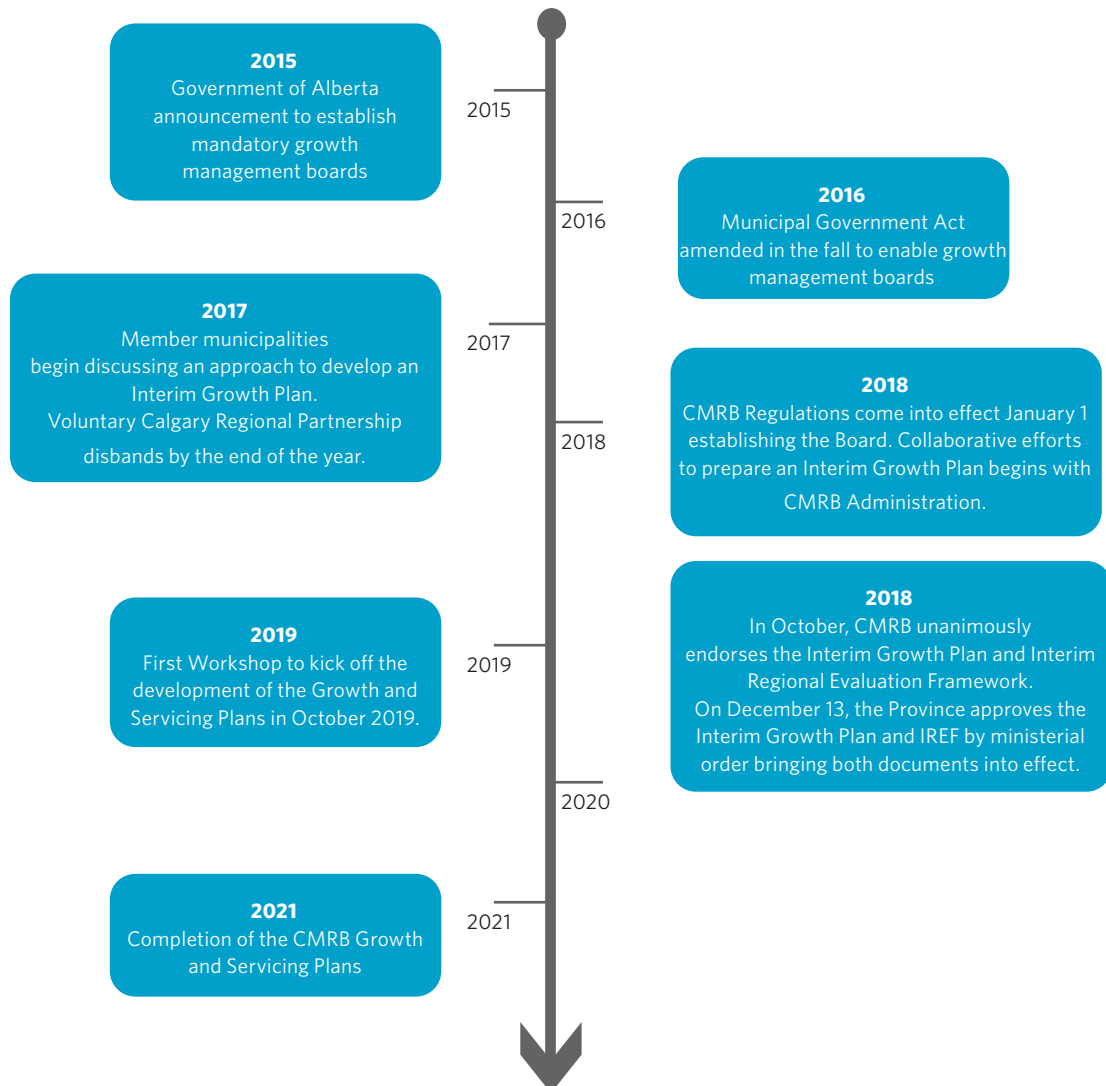 2015
Government of Alberta
announcement to establish
mandatory growth
management boards
2015
2016
Municipal Government Act
amended in the fall to enable growth
management boards
2016
2017
Member municipalities
begin discussing an approach to develop an
Interim Growth Plan.
Voluntary Calgary Regional Partnership
disbands by the end of the year.
2017
2018
CMRB Regulations come into effect January 1
establishing the Board. Collaborative efforts
to prepare an Interim Growth Plan begins with
CMRB Administration.
2018
2018
In October, CMRB unanimously
endorses the Interim Growth Plan and Interim
Regional Evaluation Framework.
On December 13, the Province approves the
Interim Growth Plan and IREF by ministerial
order bringing both documents into effect.
2019
First Workshop to kick off the
development of the Growth and
Servicing Plans in October 2019.
2019
2020
2021
Completion of the CMRB Growth
and Servicing Plans
2021